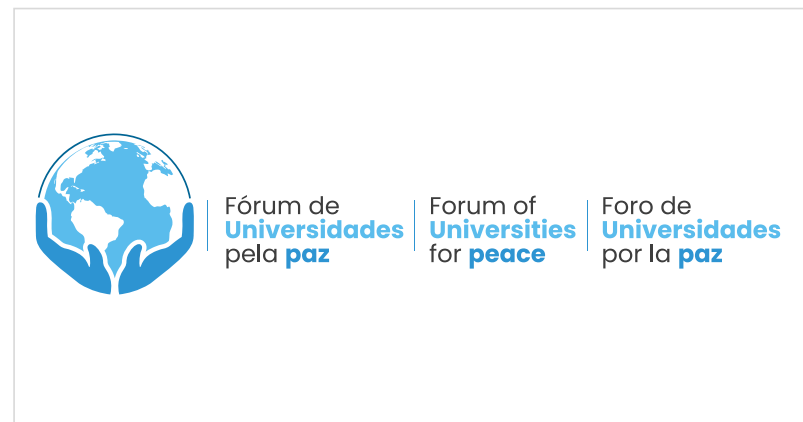 Fórum de
Universidades
pela paz
Forum of
Universities
for peace
Foro de
Universidades
por la paz